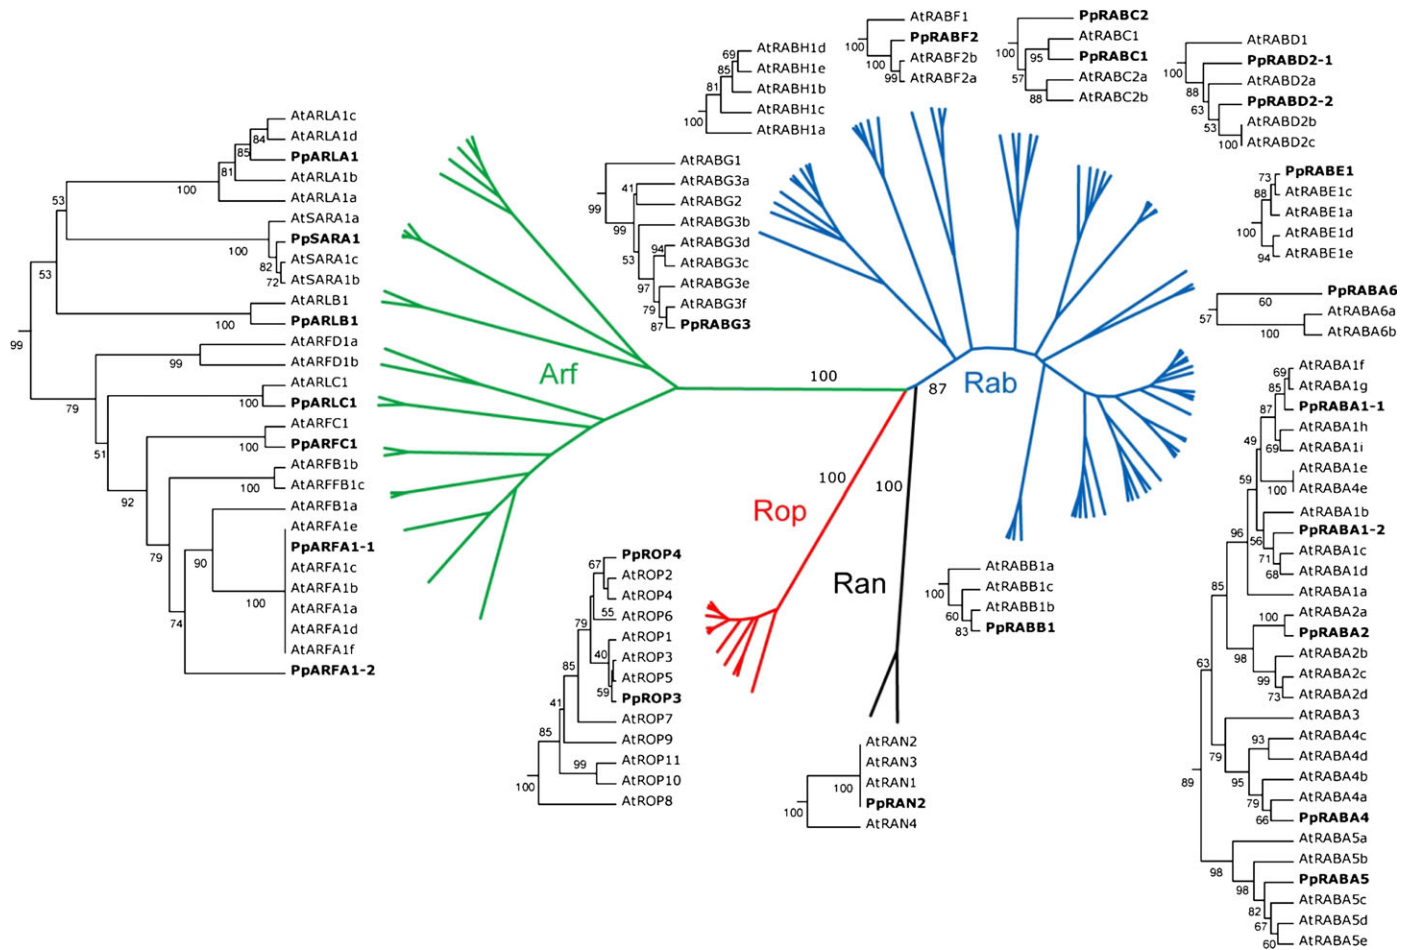 AtARLA1c
AtARLA1d
PpARLA1
AtARLA1b
AtARLA1a
AtSARA1a
PpSARA1
AtSARA1c
AtSARA1b
AtARLB1
PpARLB1
AtARFD1a
AtARFD1b
AtARLC1
PpARLC1
AtARFC1
PpARFC1
AtARFB1b
AtARFFB1c
AtARFB1a
AtARFA1e
PpARFA1-1
AtARFA1c
AtARFA1b
AtARFA1a
AtARFA1d
AtARFA1f
PpARFA1-2
84
85
81
100
53
100
82
72
53
100
99
99
79
100
51
100
92
100
79
90
100
74
AtRABH1d
AtRABH1e
AtRABH1b
AtRABH1c
AtRABH1a
69
85
81
100
AtRABG1
AtRABG3a
AtRABG2
AtRABG3b
AtRABG3d
AtRABG3c
AtRABG3e
AtRABG3f
PpRABG3
41
99
99
94
53
97
79
87
AtRABF1
PpRABF2
AtRABF2b
AtRABF2a
100
100
99
PpRABC2
AtRABC1
PpRABC1
AtRABC2a
AtRABC2b
100
95
57
88
AtRABD1
PpRABD2-1
AtRABD2a
PpRABD2-2
AtRABD2b
AtRABD2c
100
88
63
53
100
PpRABE1
AtRABE1c
AtRABE1a
AtRABE1d
AtRABE1e
73
88
100
94
PpRABA6
AtRABA6a
AtRABA6b
60
57
100
AtRABA1f
AtRABA1g
PpRABA1-1
AtRABA1h
AtRABA1i
AtRABA1e
AtRABA4e
AtRABA1b
PpRABA1-2
AtRABA1c
AtRABA1d
AtRABA1a
AtRABA2a
PpRABA2
AtRABA2b
AtRABA2c
AtRABA2d
AtRABA3
AtRABA4c
AtRABA4d
AtRABA4b
AtRABA4a
PpRABA4
AtRABA5a
AtRABA5b
PpRABA5
AtRABA5c
AtRABA5d
AtRABA5e
69
85
87
49
69
59
100
96
56
71
68
85
100
98
99
73
63
93
79
95
79
66
89
98
98
82
67
60
Arf
100
87
Rab
100
Rop
100
Ran
PpROP4
AtROP2
AtROP4
AtROP6
AtROP1
AtROP3
AtROP5
PpROP3
AtROP7
AtROP9
AtROP11
AtROP10
AtROP8
67
55
79
40
85
59
41
85
99
100
AtRABB1a
AtRABB1c
AtRABB1b
PpRABB1
100
60
83
AtRAN2
AtRAN3
AtRAN1
PpRAN2
AtRAN4
100
100